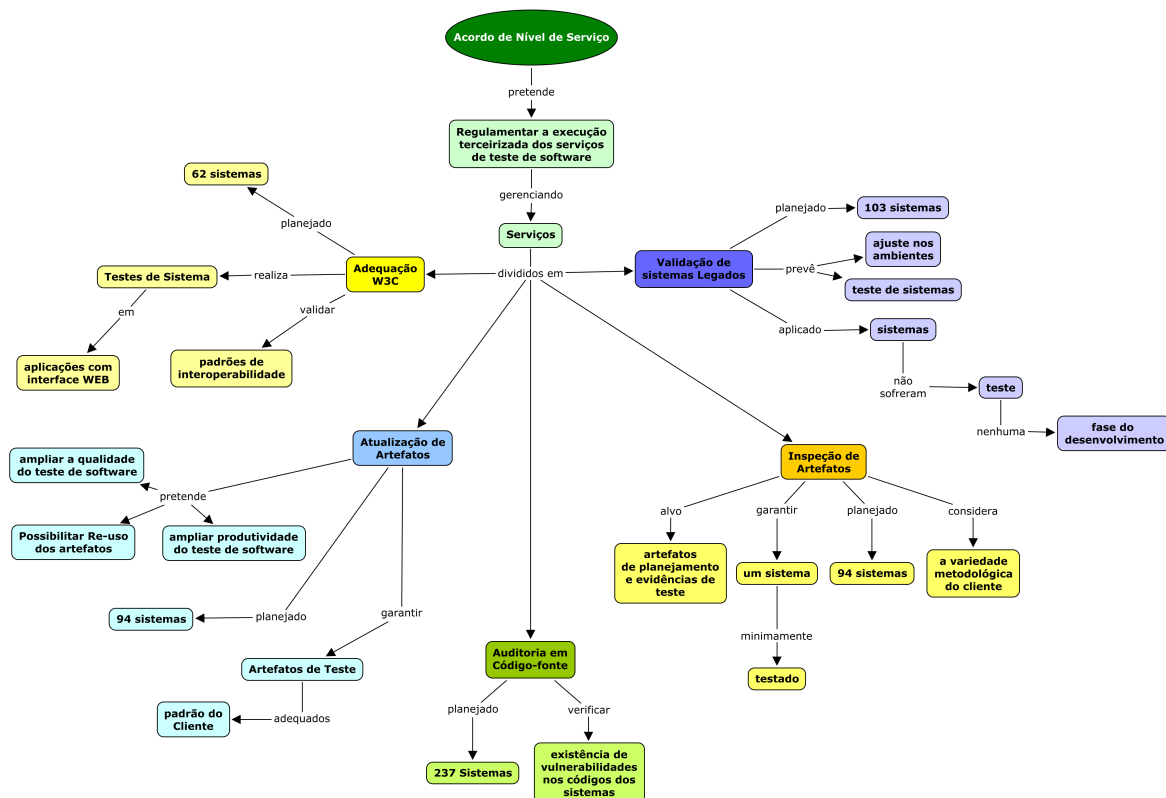 Acordo de Nível de Serviço
pretende
Regulamentar a execução
terceirizada dos serviços
de teste de software
gerenciando
Serviços
divididos em
62 sistemas
planejado
Adequação
W3C
realiza
Testes de Sistema
em
aplicações com
interface WEB
validar
padrões de
interoperabilidade
Validação de
sistemas Legados
planejado
103 sistemas
prevê
ajuste nos
ambientes
teste de sistemas
aplicado
sistemas
não
sofreram
teste
nenhuma
fase do
desenvolvimento
Atualização de
Artefatos
pretende
ampliar a qualidade
do teste de software
Possibilitar Re-uso
dos artefatos
ampliar produtividade
do teste de software
planejado
94 sistemas
garantir
Artefatos de Teste
adequados
padrão do
Cliente
Inspeção de
Artefatos
alvo
artefatos
de planejamento
e evidências de
teste
garantir
um sistema
minimamente
testado
planejado
94 sistemas
considera
a variedade
metodológica
do cliente
Auditoria em
Código-fonte
planejado
237 Sistemas
verificar
existência de
vulnerabilidades
nos códigos dos
sistemas